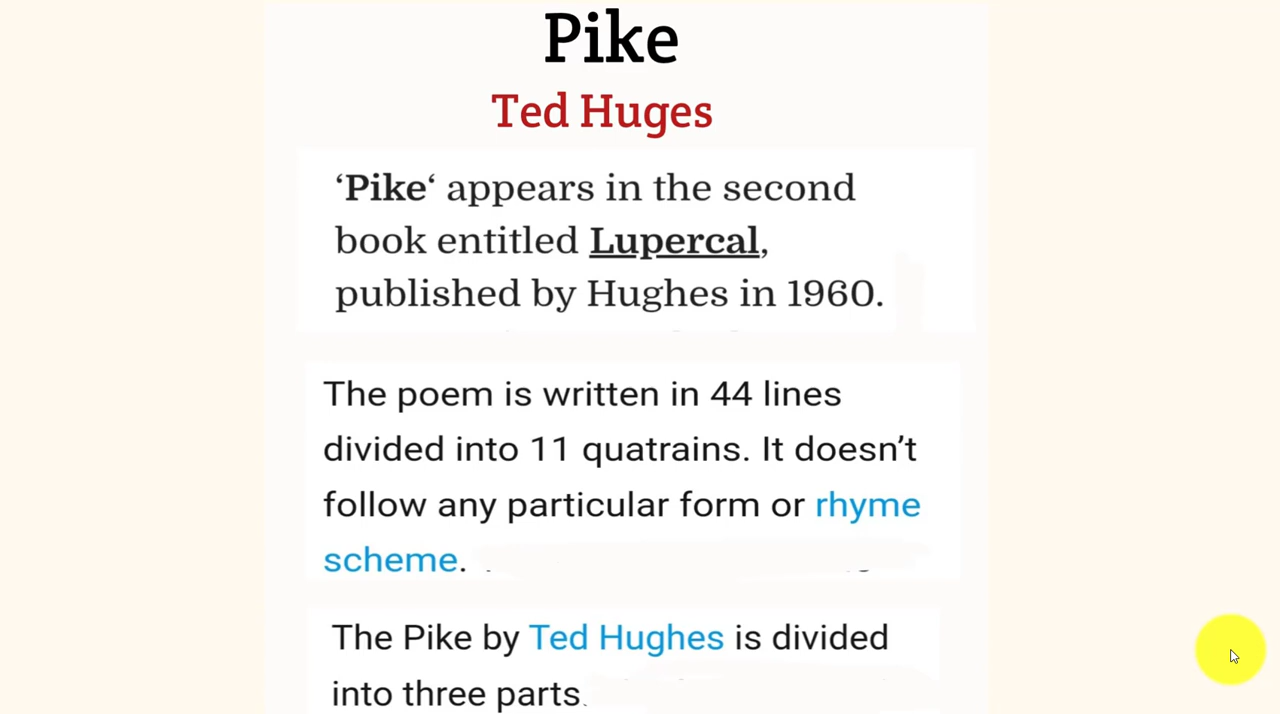 Pike
Ted Huges
‘Pike‘ appears in the second
book entitled Lupercal,
published by Hughes in 1960.
The poem is written in 44 lines
divided into 11 quatrains. It doesn’t
follow any particular form or rhyme
scheme.
The Pike by Ted Hughes is divided
into three parts.